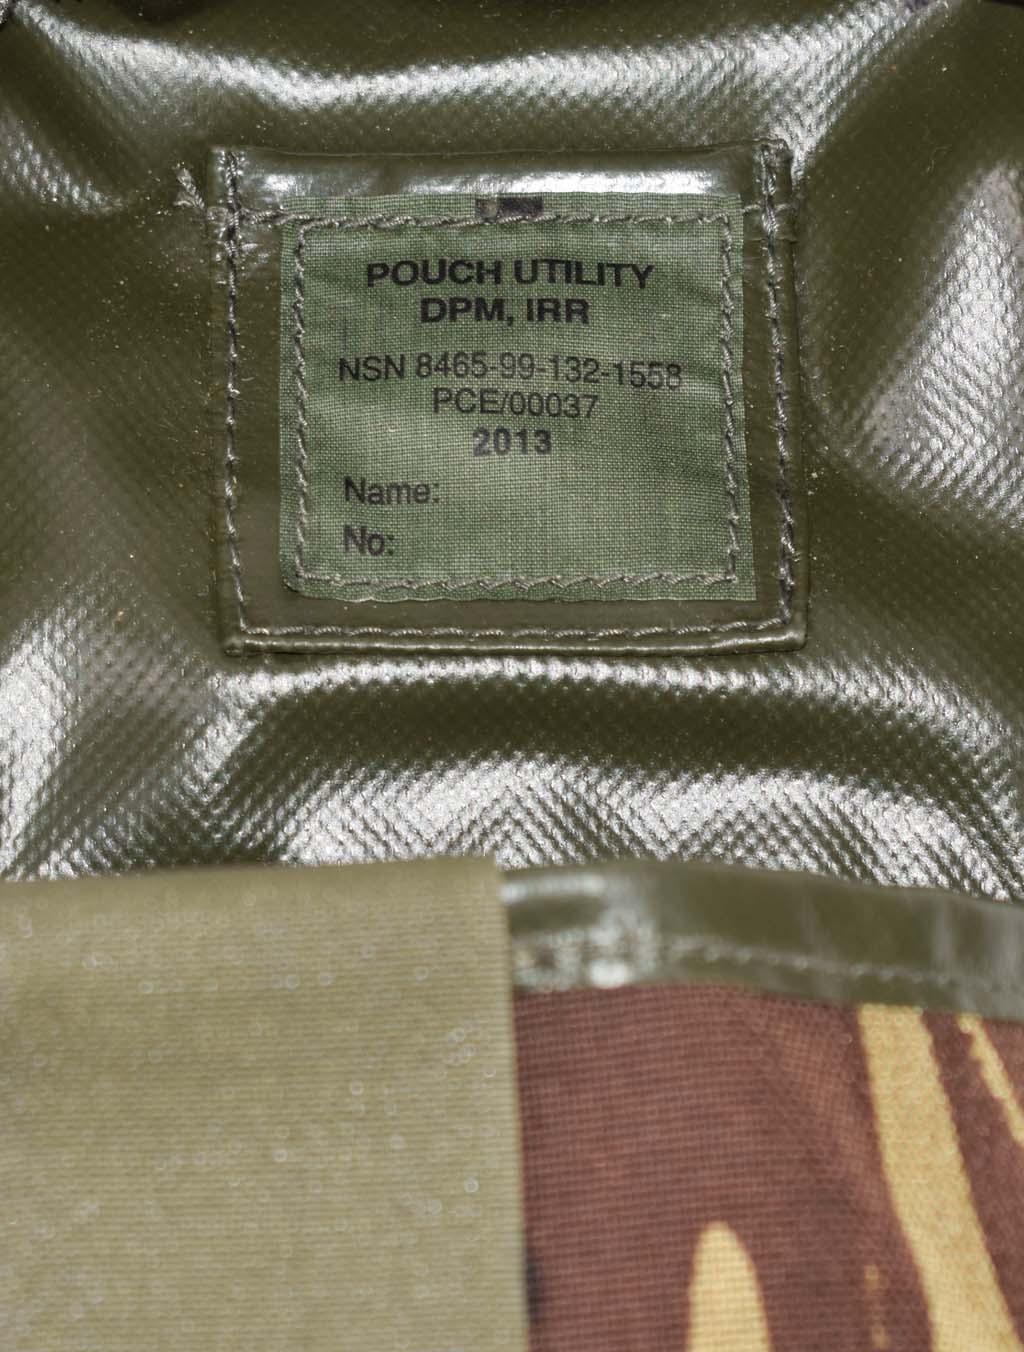 POUCH UTILITY
DPM, IRR
NSN 8465-99-132-1558
PCE/00037
2013
Name:
No: